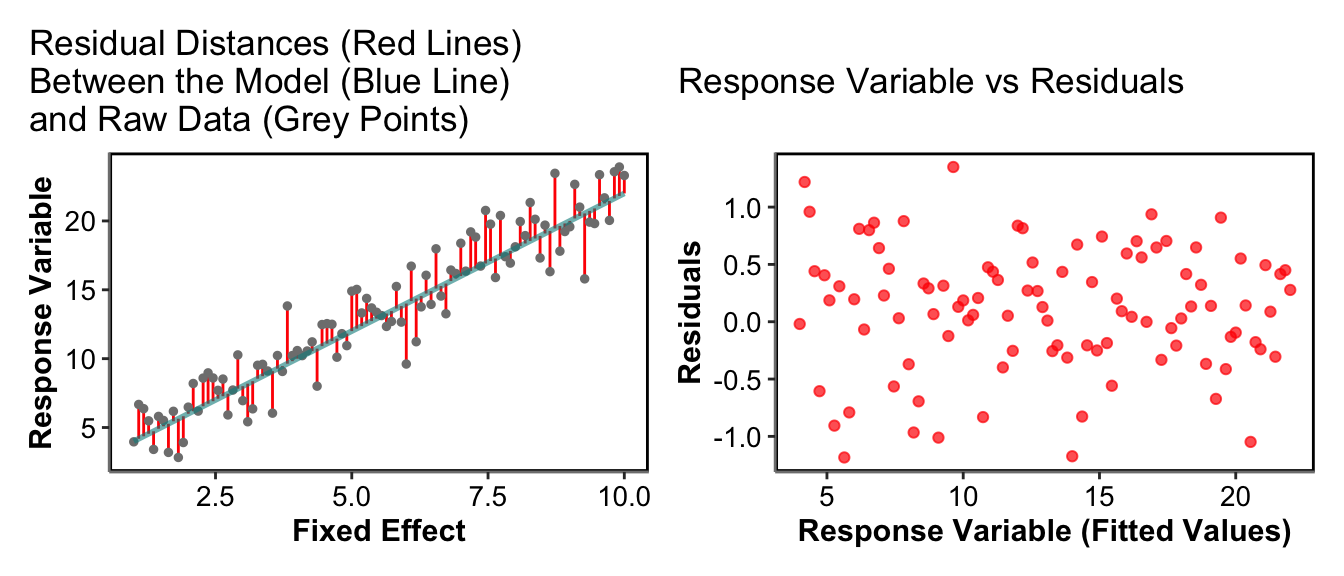 Residual Distances (Red Lines)
Between the Model (Blue Line)
and Raw Data (Grey Points)
Response Variable
20
15
10
5
2.5 5.0 7.5 10.0
Fixed Effect
Response Variable vs Residuals
Residuals
1.0
0.5
0.0
-0.5
-1.0
5 10 15 20
Response Variable (Fitted Values)